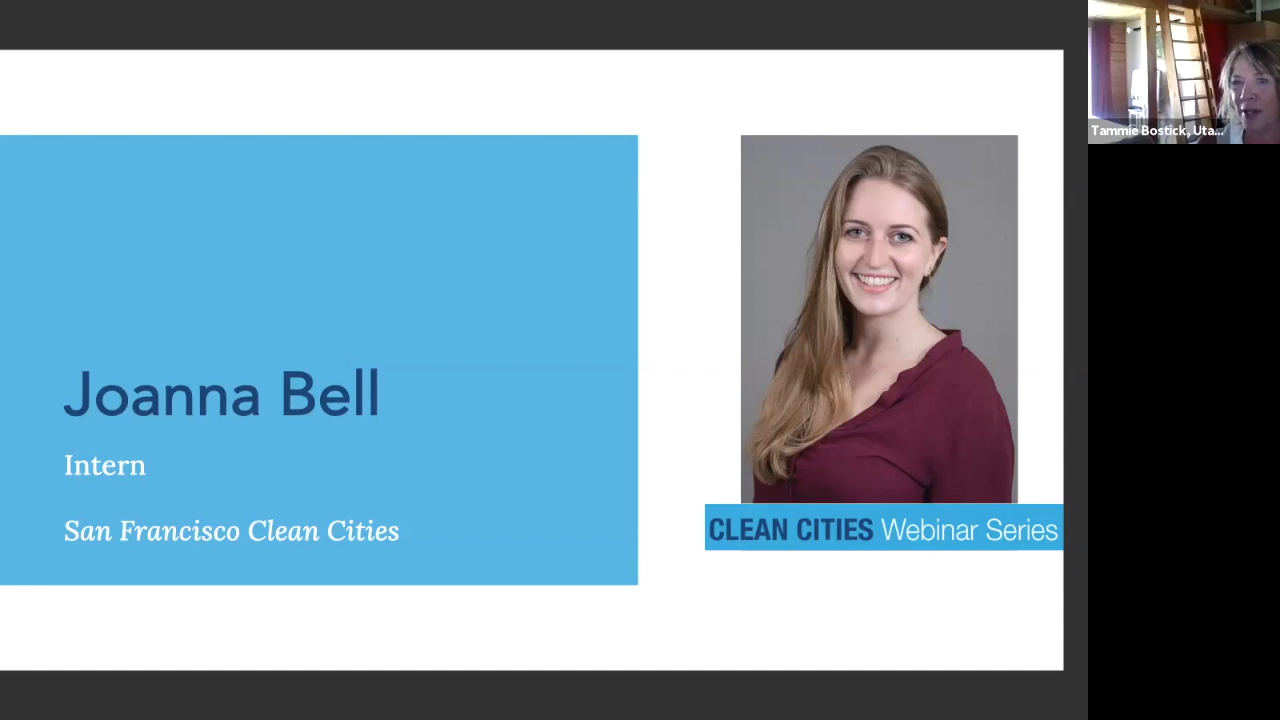 Joanna Bell
Intern
San Francisco Clean Cities
CLEAN CITIES Webinar Series
Tammie Bostick, Uta...